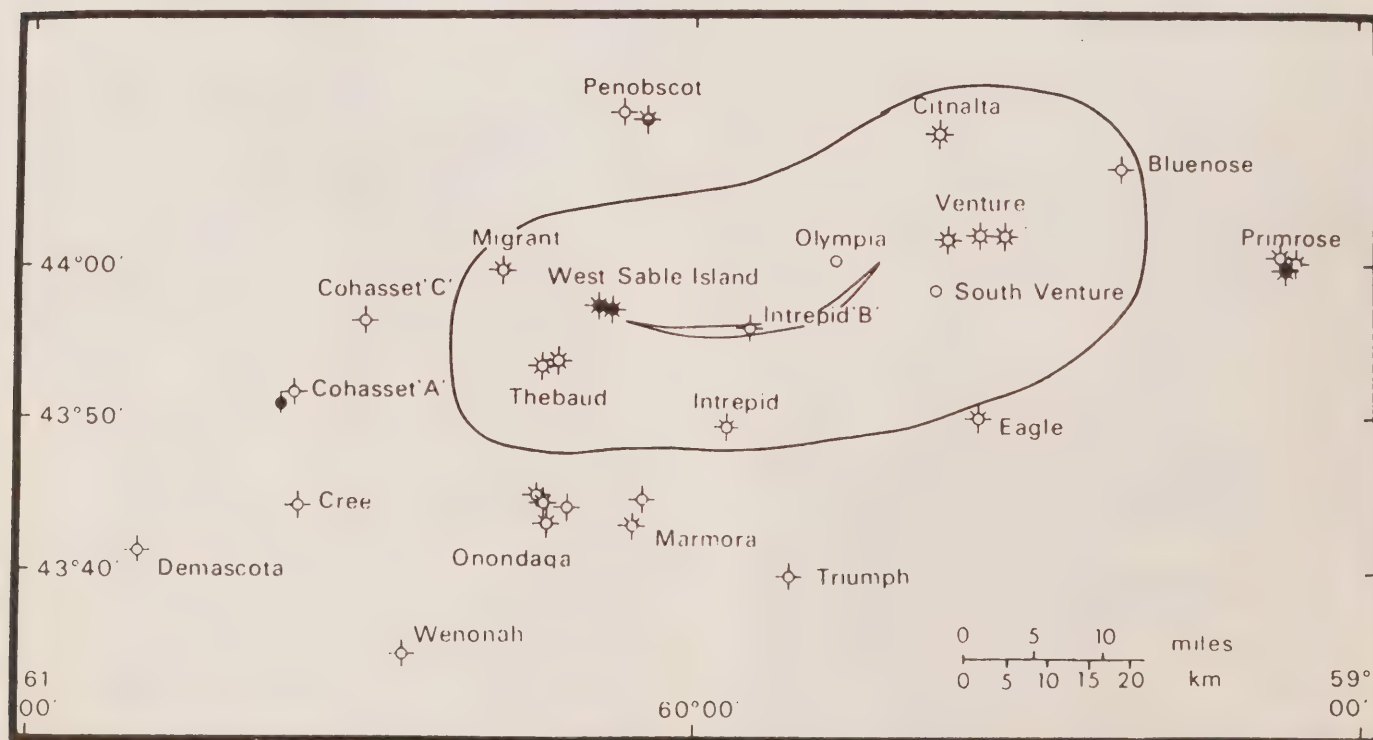 Penobscot
Citnalta
Bluenose
Venture
Migrant
Olympia
Primrose
44°00'
West Sable Island
Cohasset 'C'
South Venture
Intrepid 'B'
Cohasset 'A'
Thebaud
Intrepid
43°50'
Eagle
Cree
Marmora
Onondaga
43°40'
Demascota
Triumph
Wenonah
0 5 10 miles
0 5 10 15 20 km
61
00'
60°00'
59°
00'